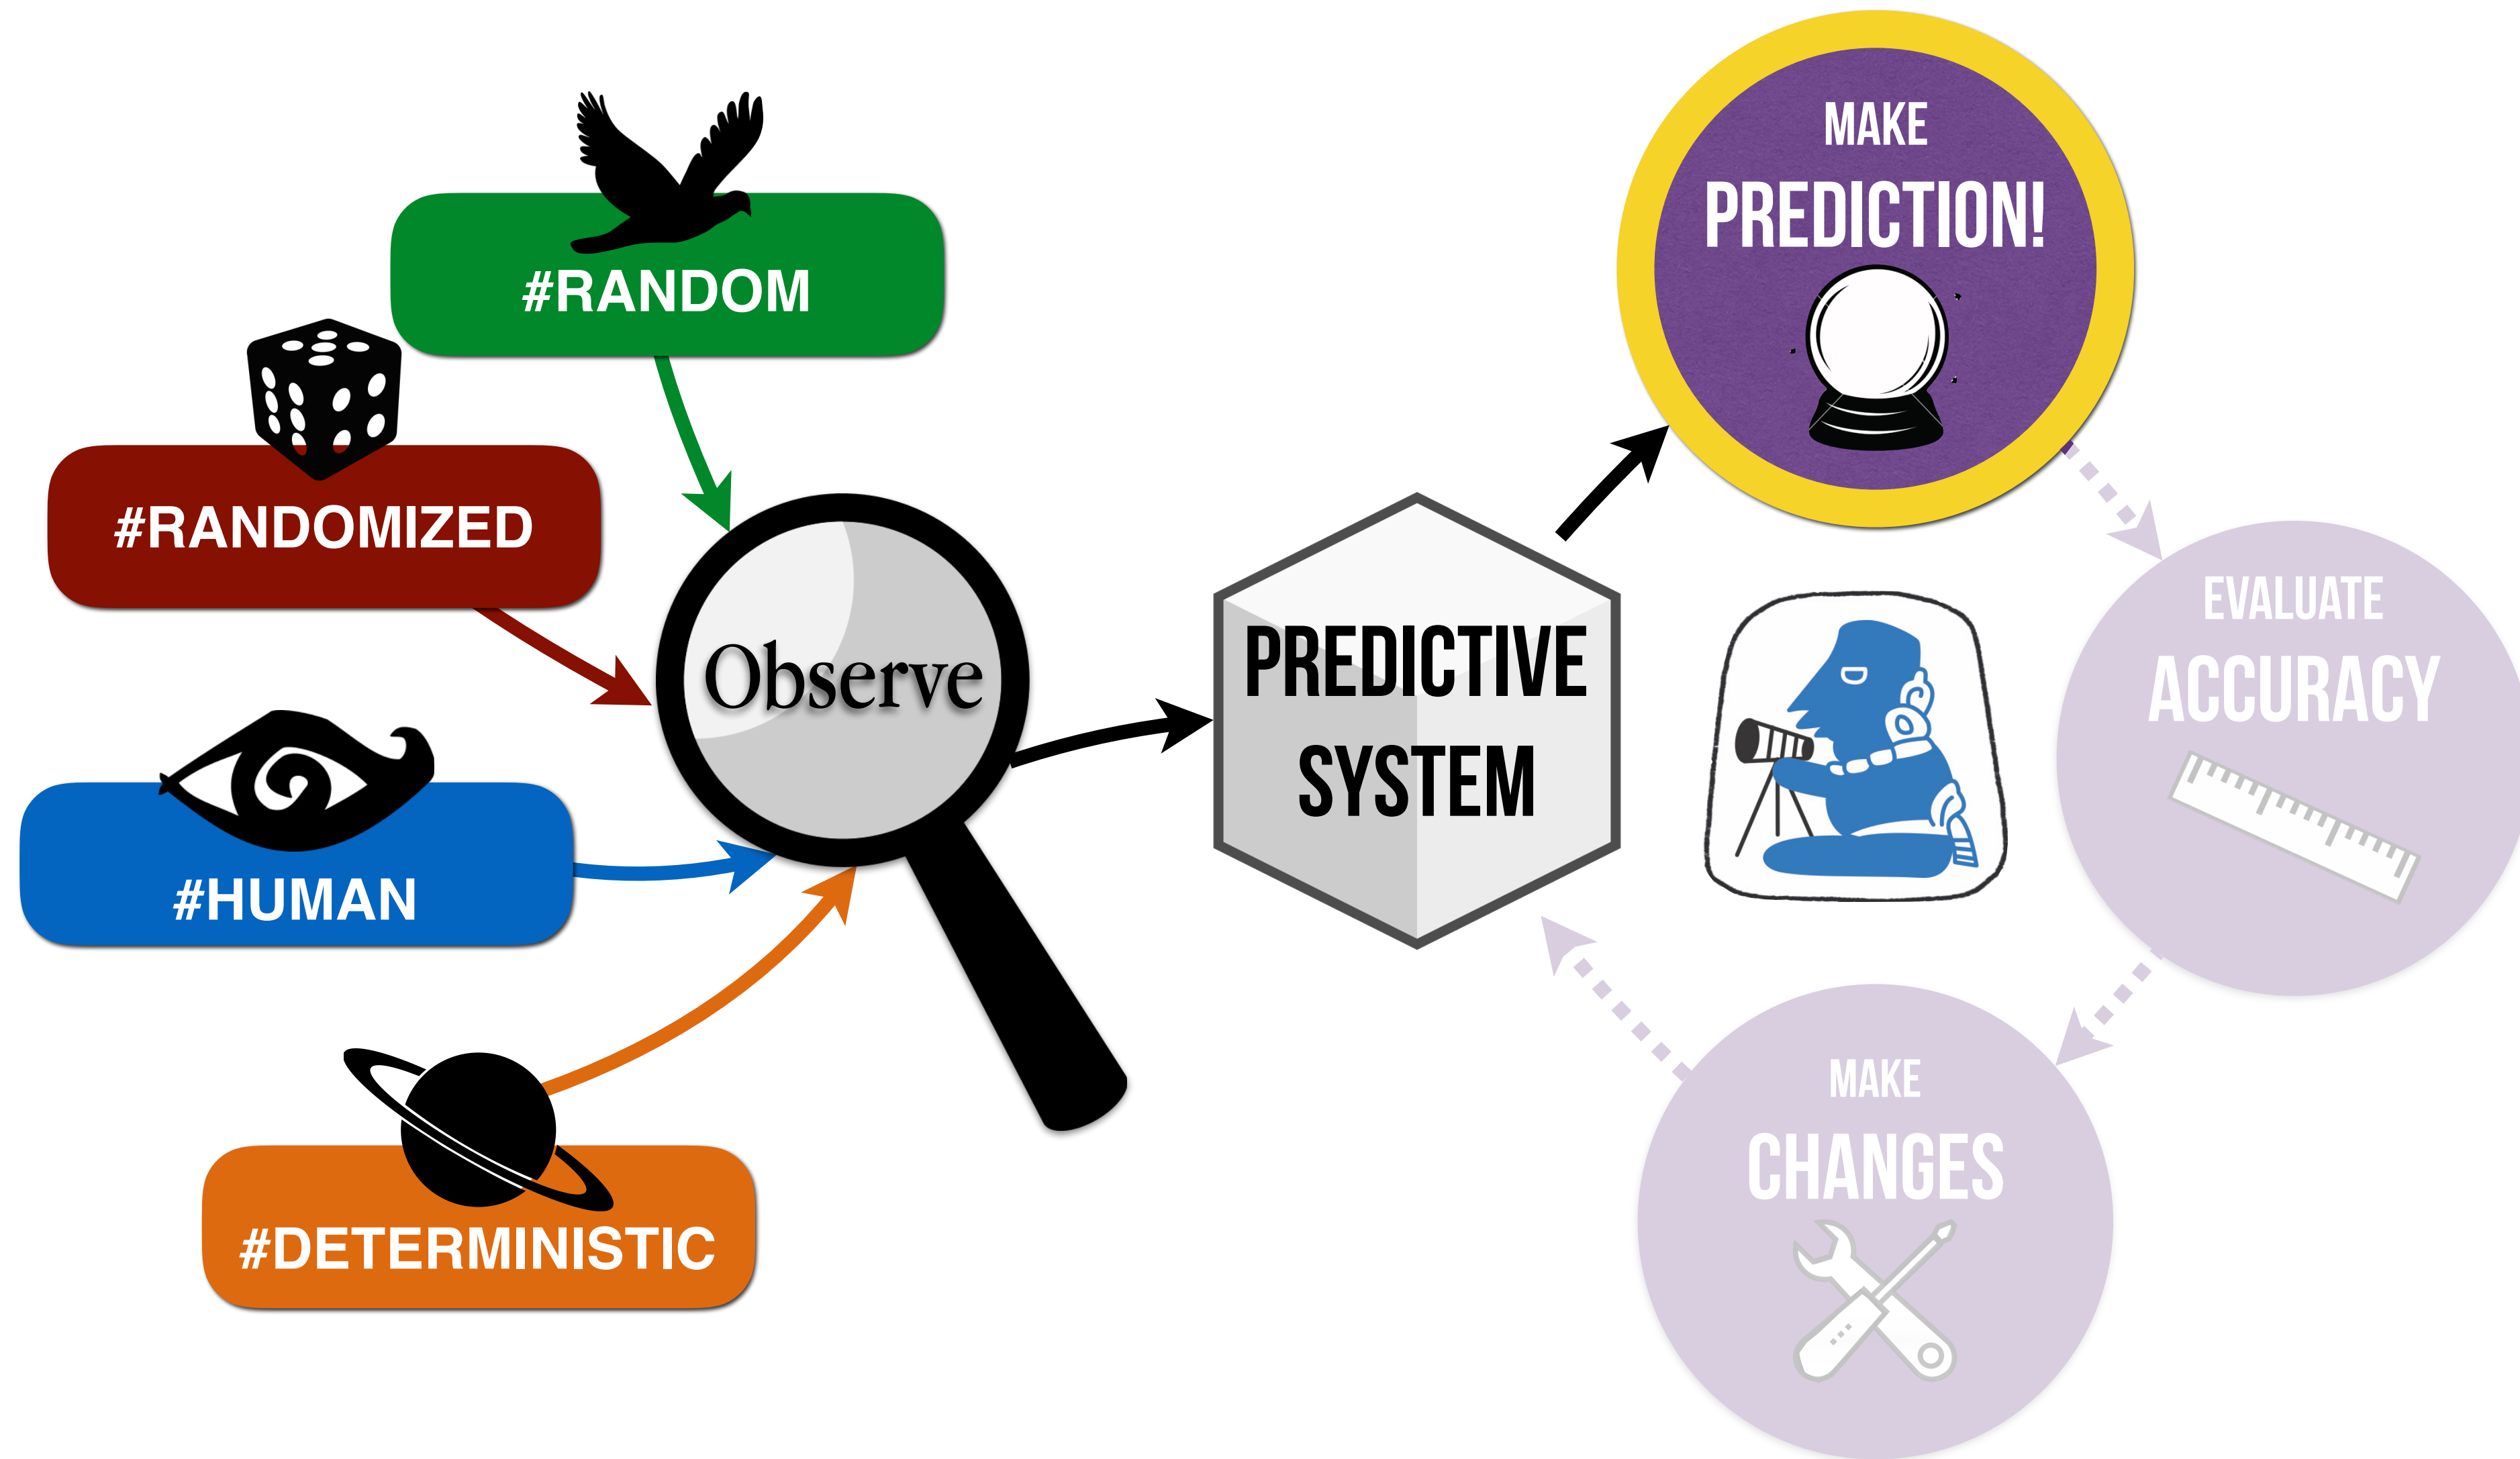 #RANDOM
#RANDOMIZED
#HUMAN
#DETERMINISTIC
Observe
PREDICTIVE
SYSTEM
MAKE
PREDICTION!
EVALUATE
ACCURACY
MAKE
CHANGES